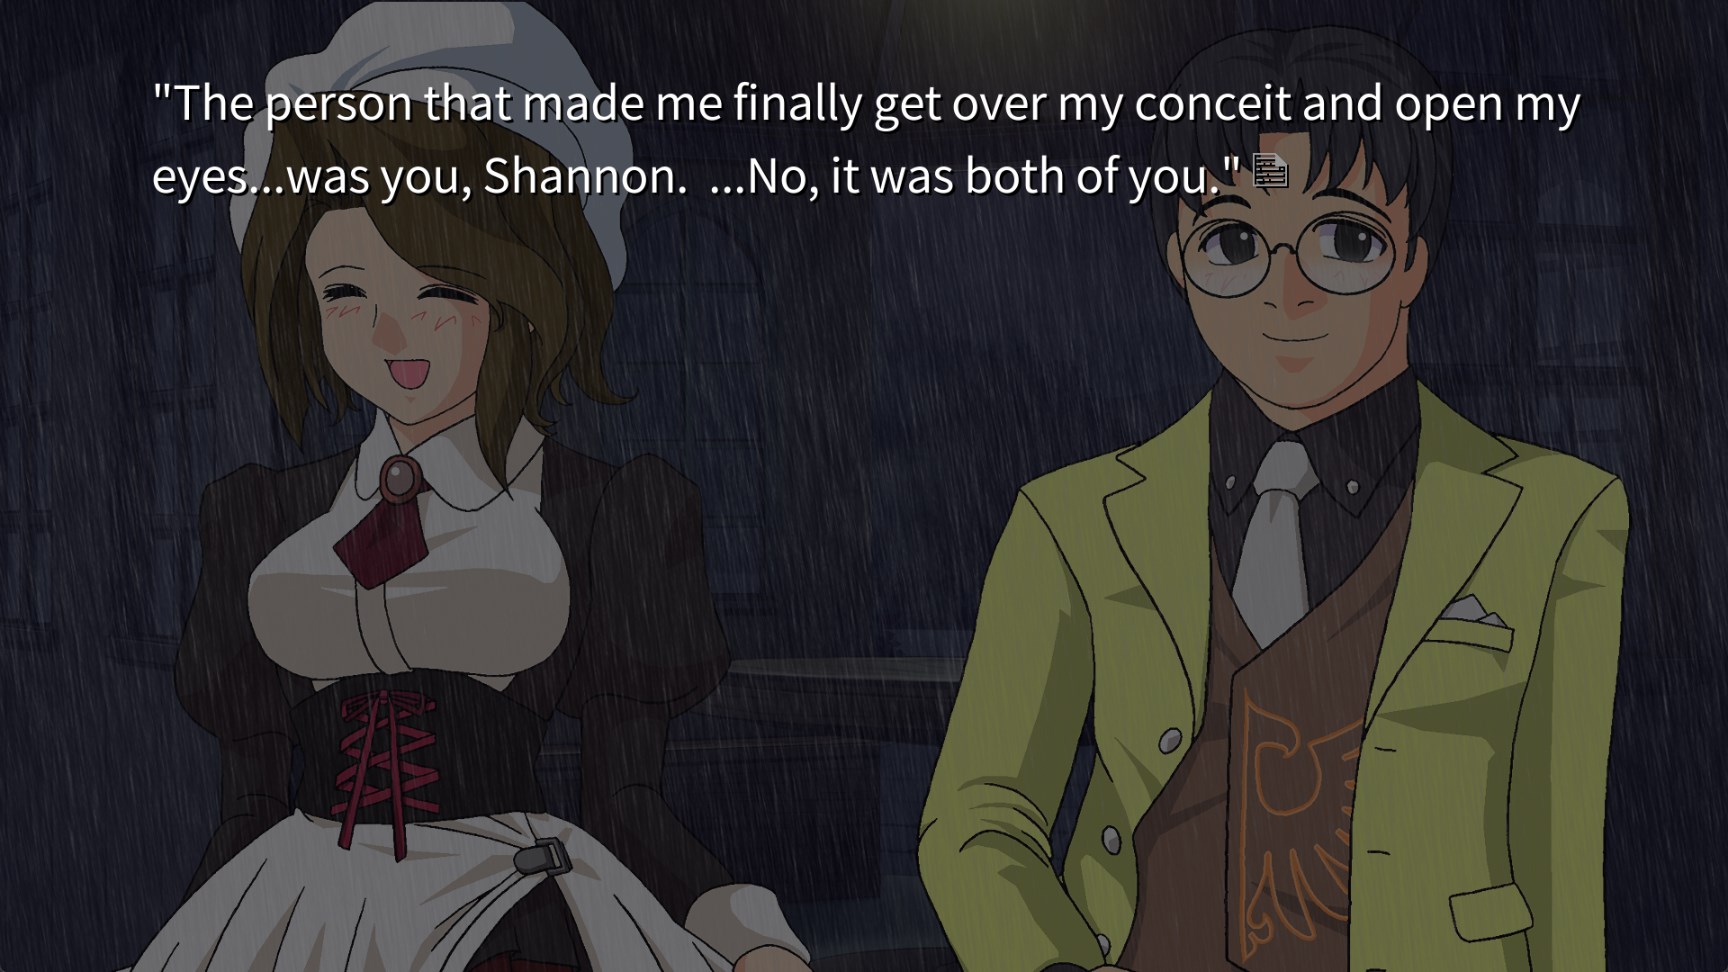 "The person that made me finally get over my conceit and open my
eyes...was you, Shannon.  ...No, it was both of you."